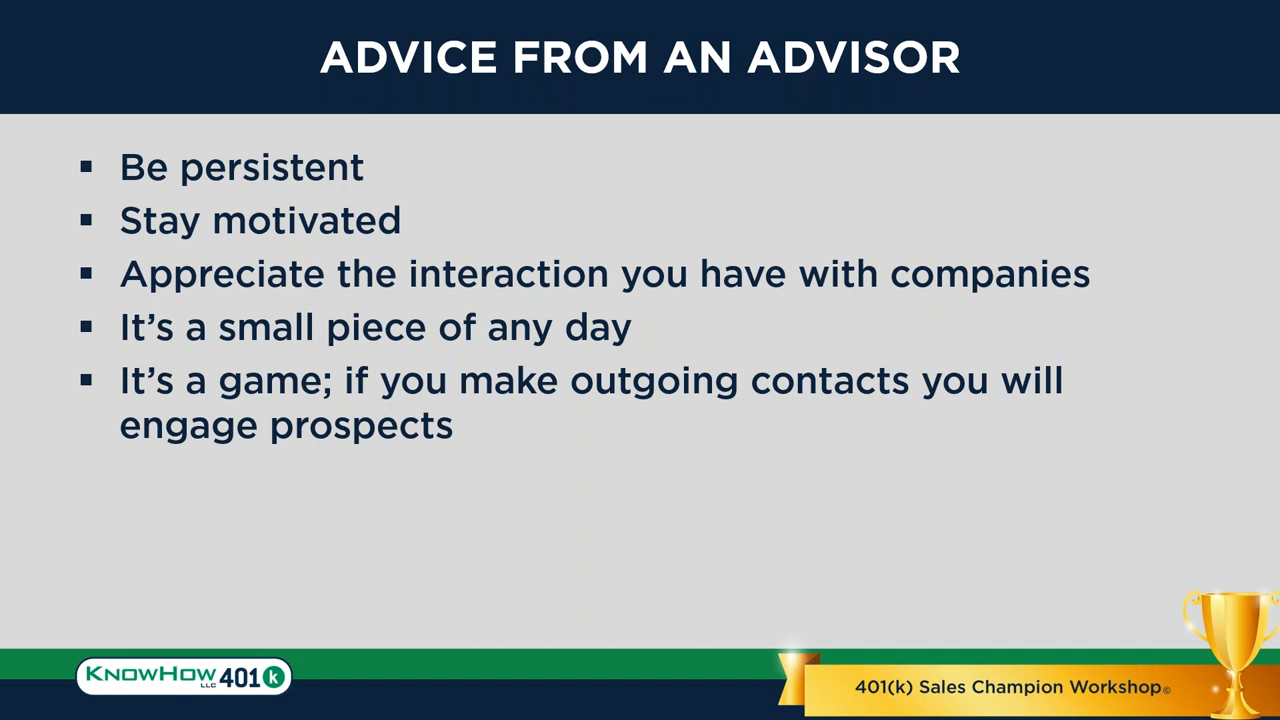 ADVICE FROM AN ADVISOR
▪ Be persistent
▪ Stay motivated
▪ Appreciate the interaction you have with companies
▪ It’s a small piece of any day
▪ It’s a game; if you make outgoing contacts you will
engage prospects
KNOWHOW LLC 401 k
401(k) Sales Champion Workshop©